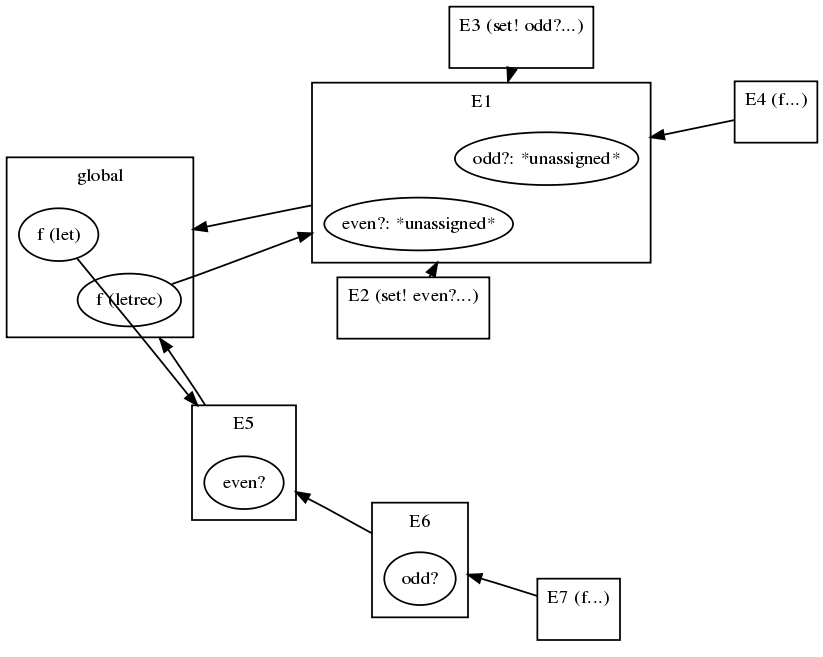 E3 (set! odd?...)
E1
E4 (f...)
odd?: *unassigned*
global
even?: *unassigned*
f (let)
f (letrec)
E2 (set! even?...)
E5
even?
E6
odd?
E7 (f...)